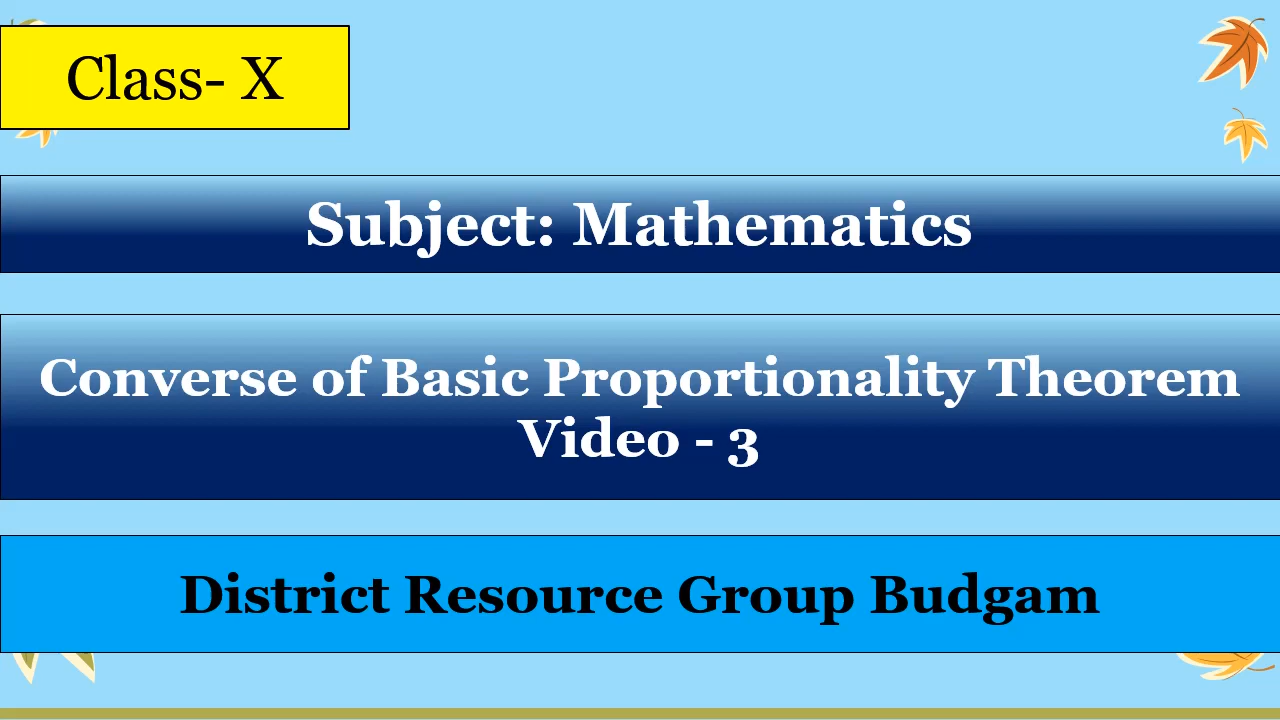 Class- X
Subject: Mathematics
Converse of Basic Proportionality Theorem
Video - 3
District Resource Group Budgam